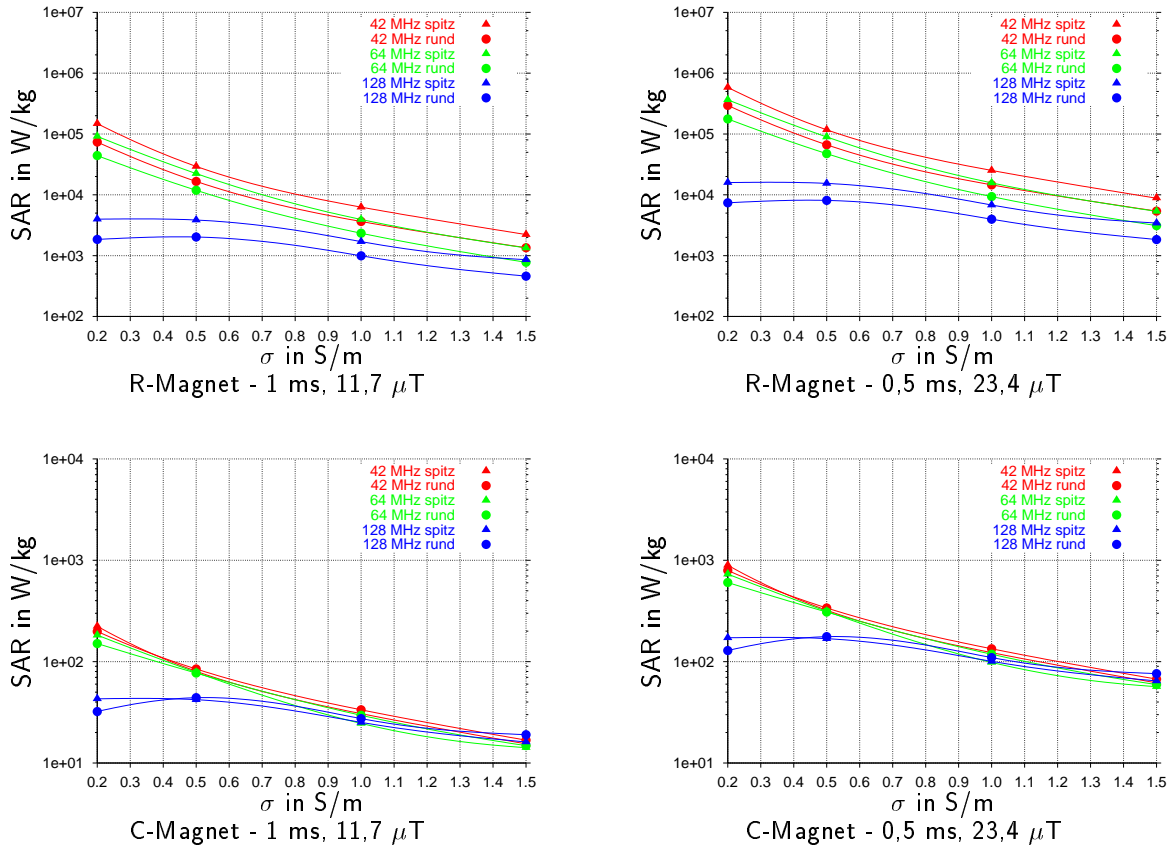 1e+07
1e+06
1e+05
1e+04
1e+03
1e+02
SAR in W/kg
42 MHz spitz
42 MHz rund
64 MHz spitz
64 MHz rund
128 MHz spitz
128 MHz rund
0.2 0.3 0.4 0.5 0.6 0.7 0.8 0.9 1.0 1.1 1.2 1.3 1.4 1.5
σ in S/m
R-Magnet - 1 ms, 11,7 μT
1e+07
1e+06
1e+05
1e+04
1e+03
1e+02
SAR in W/kg
42 MHz spitz
42 MHz rund
64 MHz spitz
64 MHz rund
128 MHz spitz
128 MHz rund
0.2 0.3 0.4 0.5 0.6 0.7 0.8 0.9 1.0 1.1 1.2 1.3 1.4 1.5
σ in S/m
R-Magnet - 0,5 ms, 23,4 μT
1e+04
1e+03
1e+02
1e+01
SAR in W/kg
42 MHz spitz
42 MHz rund
64 MHz spitz
64 MHz rund
128 MHz spitz
128 MHz rund
0.2 0.3 0.4 0.5 0.6 0.7 0.8 0.9 1.0 1.1 1.2 1.3 1.4 1.5
σ in S/m
C-Magnet - 1 ms, 11,7 μT
1e+04
1e+03
1e+02
1e+01
SAR in W/kg
42 MHz spitz
42 MHz rund
64 MHz spitz
64 MHz rund
128 MHz spitz
128 MHz rund
0.2 0.3 0.4 0.5 0.6 0.7 0.8 0.9 1.0 1.1 1.2 1.3 1.4 1.5
σ in S/m
C-Magnet - 0,5 ms, 23,4 μT